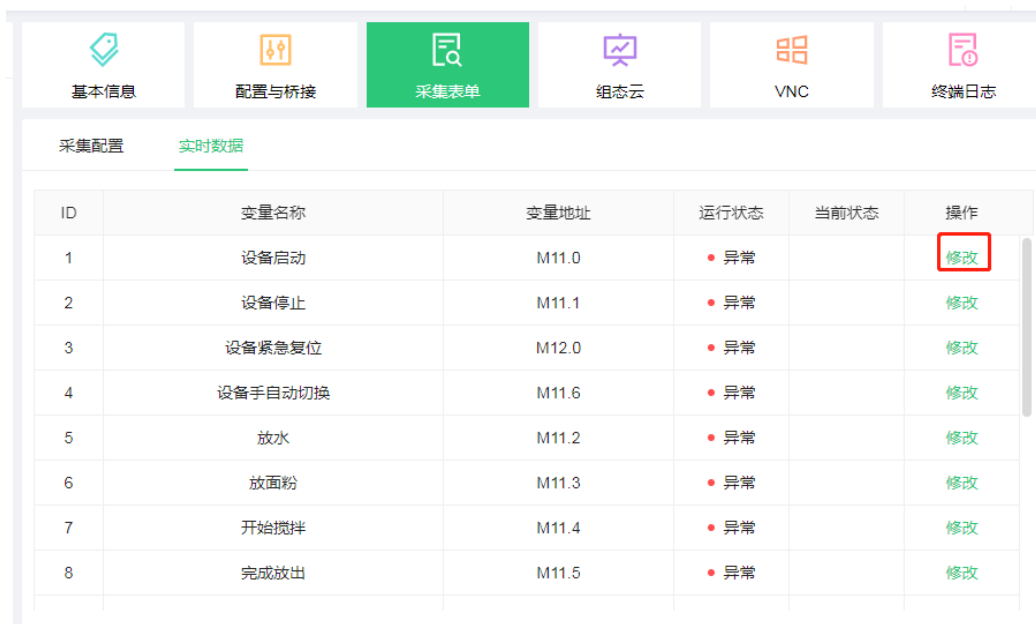 基本信息 配置与桥接 采集表单 组态云 VNC 终端日志
采集配置 实时数据
ID 变量名称 变量地址 运行状态 当前状态 操作
1 设备启动 M11.0 异常 修改
2 设备停止 M11.1 异常 修改
3 设备紧急复位 M12.0 异常 修改
4 设备手自动切换 M11.6 异常 修改
5 放水 M11.2 异常 修改
6 放面粉 M11.3 异常 修改
7 开始搅拌 M11.4 异常 修改
8 完成放出 M11.5 异常 修改